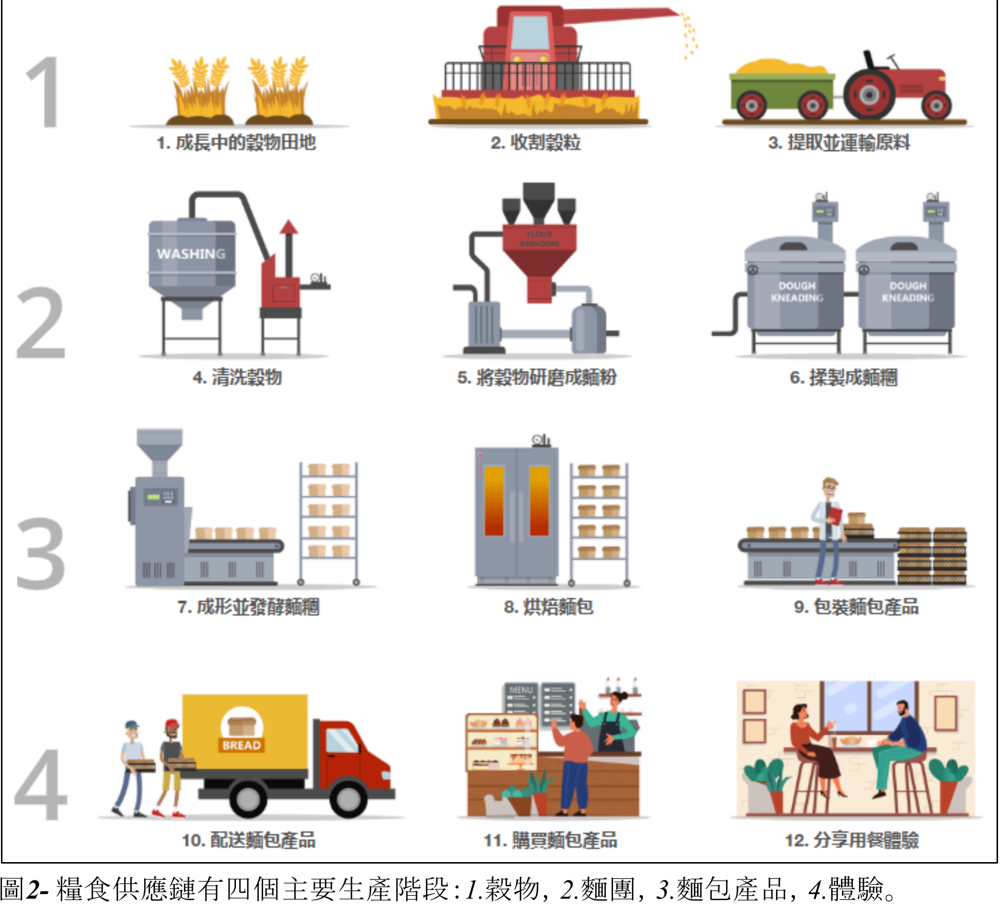 1
1. 成長中的穀物田地
2. 收割穀粒
3. 提取並運輸原料
2
WASHING
FLOUR
GRINDING
DOUGH
KNEADING
DOUGH
KNEADING
4. 清洗穀物
5. 將穀物研磨成麵粉
6. 揉製成麵糰
3
7. 成形並發酵麵糰
8. 烘焙麵包
9. 包裝麵包產品
4
BREAD
MENU
10. 配送麵包產品
11. 購買麵包產品
12. 分享用餐體驗
圖2- 糧食供應鏈有四個主要生產階段:1.穀物, 2.麵團, 3.麵包產品, 4.體驗。